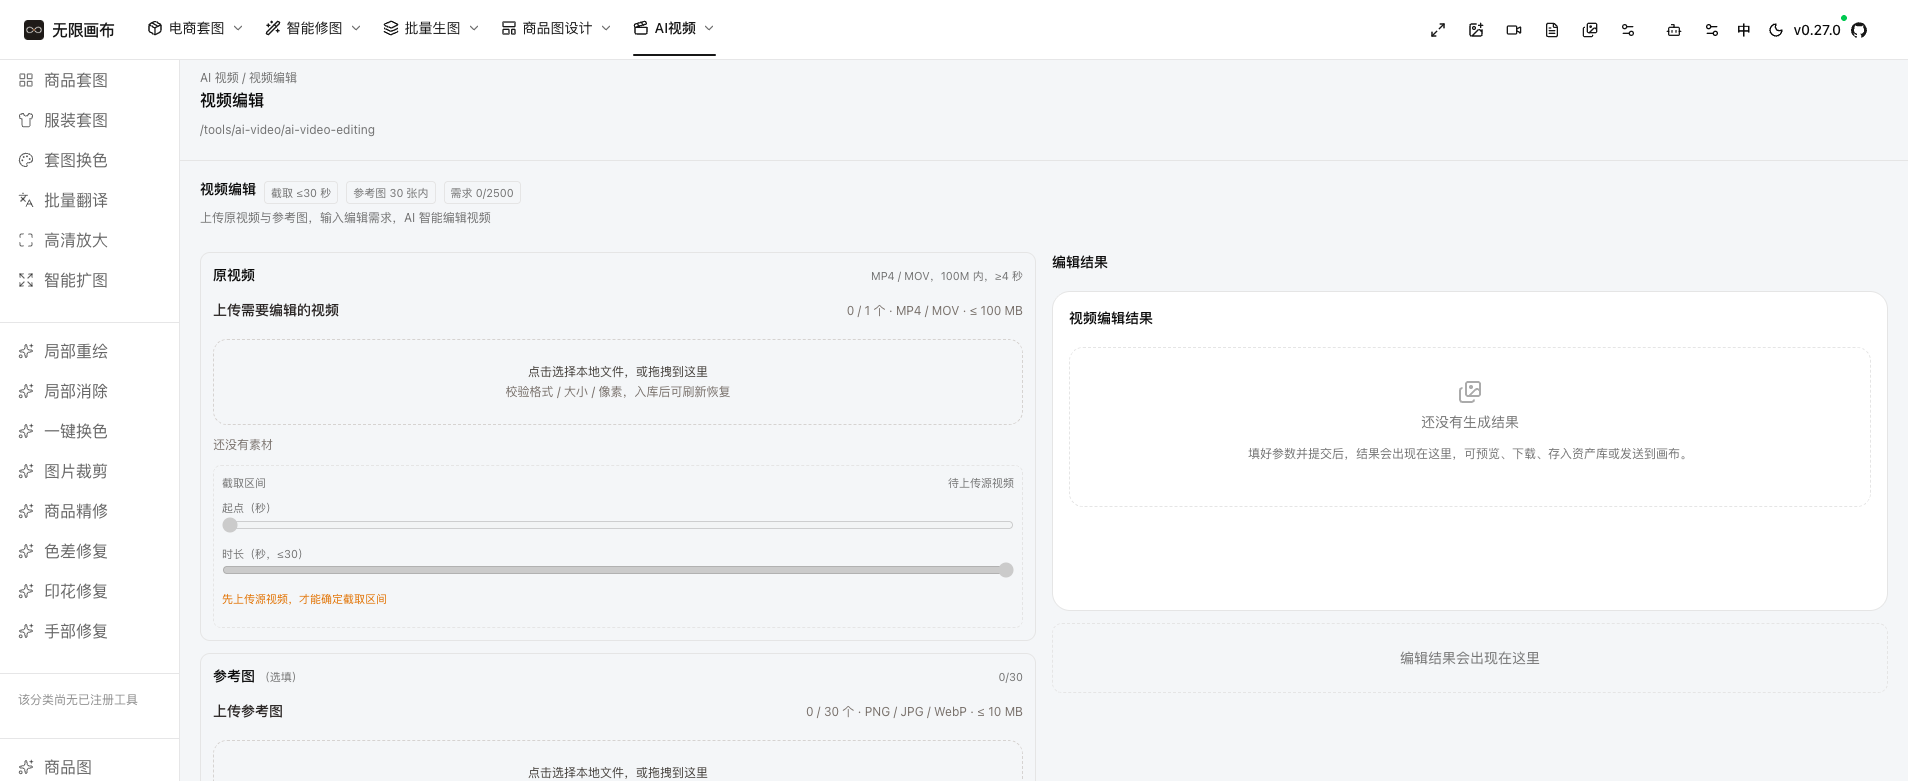 无限画布
电商套图
智能修图
批量生图
商品图设计
AI视频
中
v0.27.0
商品套图
服装套图
套图换色
批量翻译
高清放大
智能扩图
局部重绘
局部消除
一键换色
图片裁剪
商品精修
色差修复
印花修复
手部修复
该分类尚无已注册工具
商品图
AI 视频 / 视频编辑
视频编辑
/tools/ai-video/ai-video-editing
视频编辑 截取 ≤30 秒 参考图 30 张内 需求 0/2500
上传原视频与参考图，输入编辑需求，AI 智能编辑视频
原视频 MP4 / MOV，100M 内，≥4 秒
上传需要编辑的视频 0 / 1 个 · MP4 / MOV · ≤ 100 MB
点击选择本地文件，或拖拽到这里
校验格式 / 大小 / 像素，入库后可刷新恢复
还没有素材
截取区间 待上传源视频
起点（秒）
时长（秒，≤30）
先上传源视频，才能确定截取区间
参考图 （选填） 0/30
上传参考图 0 / 30 个 · PNG / JPG / WebP · ≤ 10 MB
点击选择本地文件，或拖拽到这里
编辑结果
视频编辑结果
还没有生成结果
填好参数并提交后，结果会出现在这里，可预览、下载、存入资产库或发送到画布。
编辑结果会出现在这里